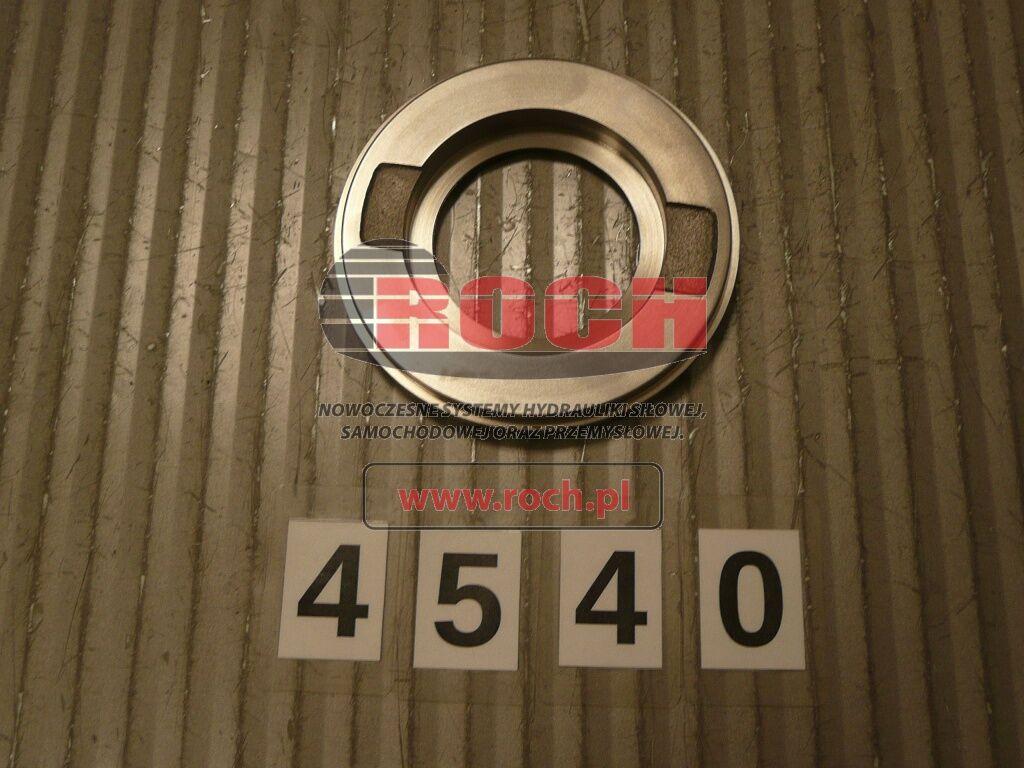 ROCH
NOWOCZESNE SYSTEMY HYDRAULIKI SIŁOWEJ,
SAMOCHODOWEJ ORAZ PRZEMYSŁOWEJ.
www.roch.pl
4540